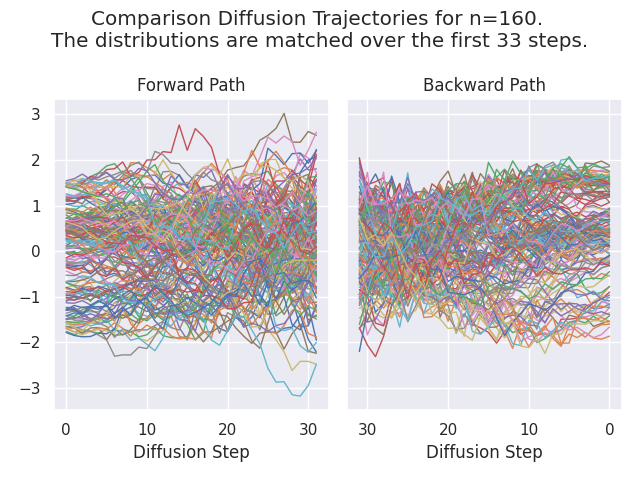 Comparison Diffusion Trajectories for n=160.
The distributions are matched over the first 33 steps.
Forward Path
Backward Path
3
2
1
0
−1
−2
−3
0 10 20 30
30 20 10 0
Diffusion Step
Diffusion Step